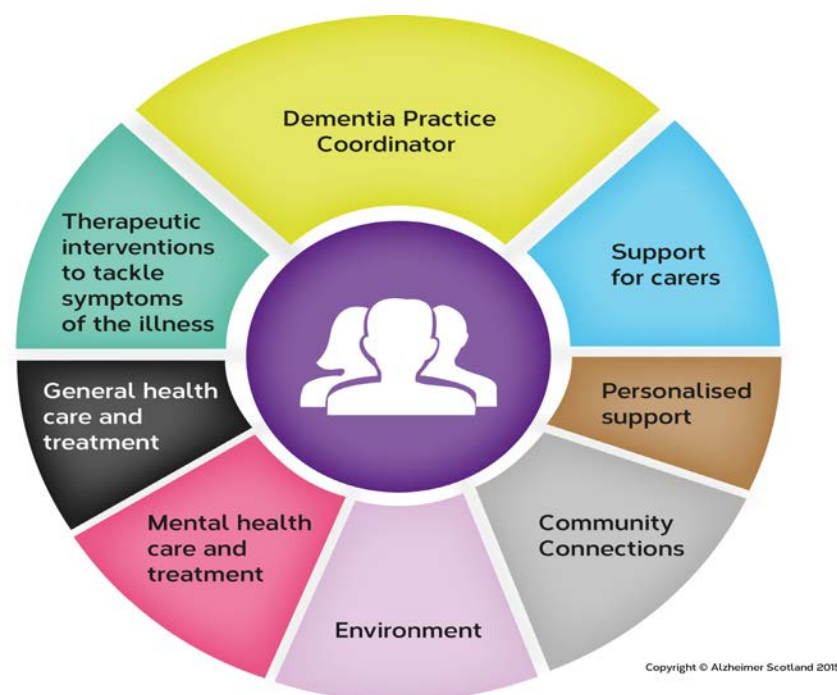 Dementia Practice
Coordinator
Support
for carers
Personalised
support
Community
Connections
Environment
Mental health
care and
treatment
General health
care and
treatment
Therapeutic
interventions
to tackle
symptoms
of the illness
Copyright © Alzheimer Scotland 2015